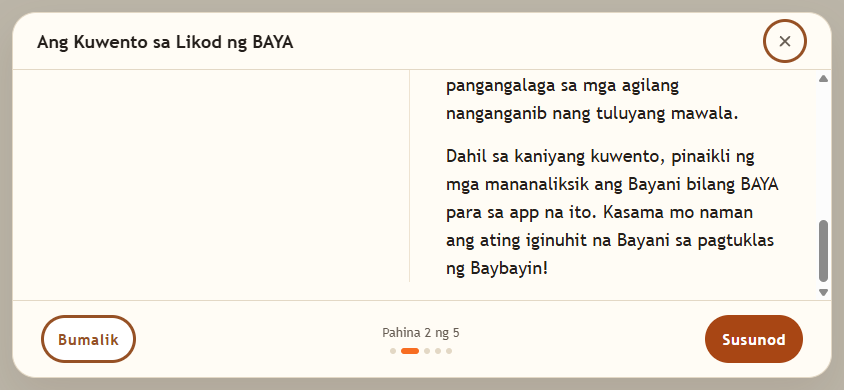 Ang Kuwento sa Likod ng BAYA
pangangalaga sa mga agilang
nanganganib nang tuluyang mawala.
Dahil sa kaniyang kuwento, pinaikli ng
mga mananaliksik ang Bayani bilang BAYA
para sa app na ito. Kasama mo naman
ang ating iginuhit na Bayani sa pagtuklas
ng Baybayin!
Bumalik
Pahina 2 ng 5
Susunod